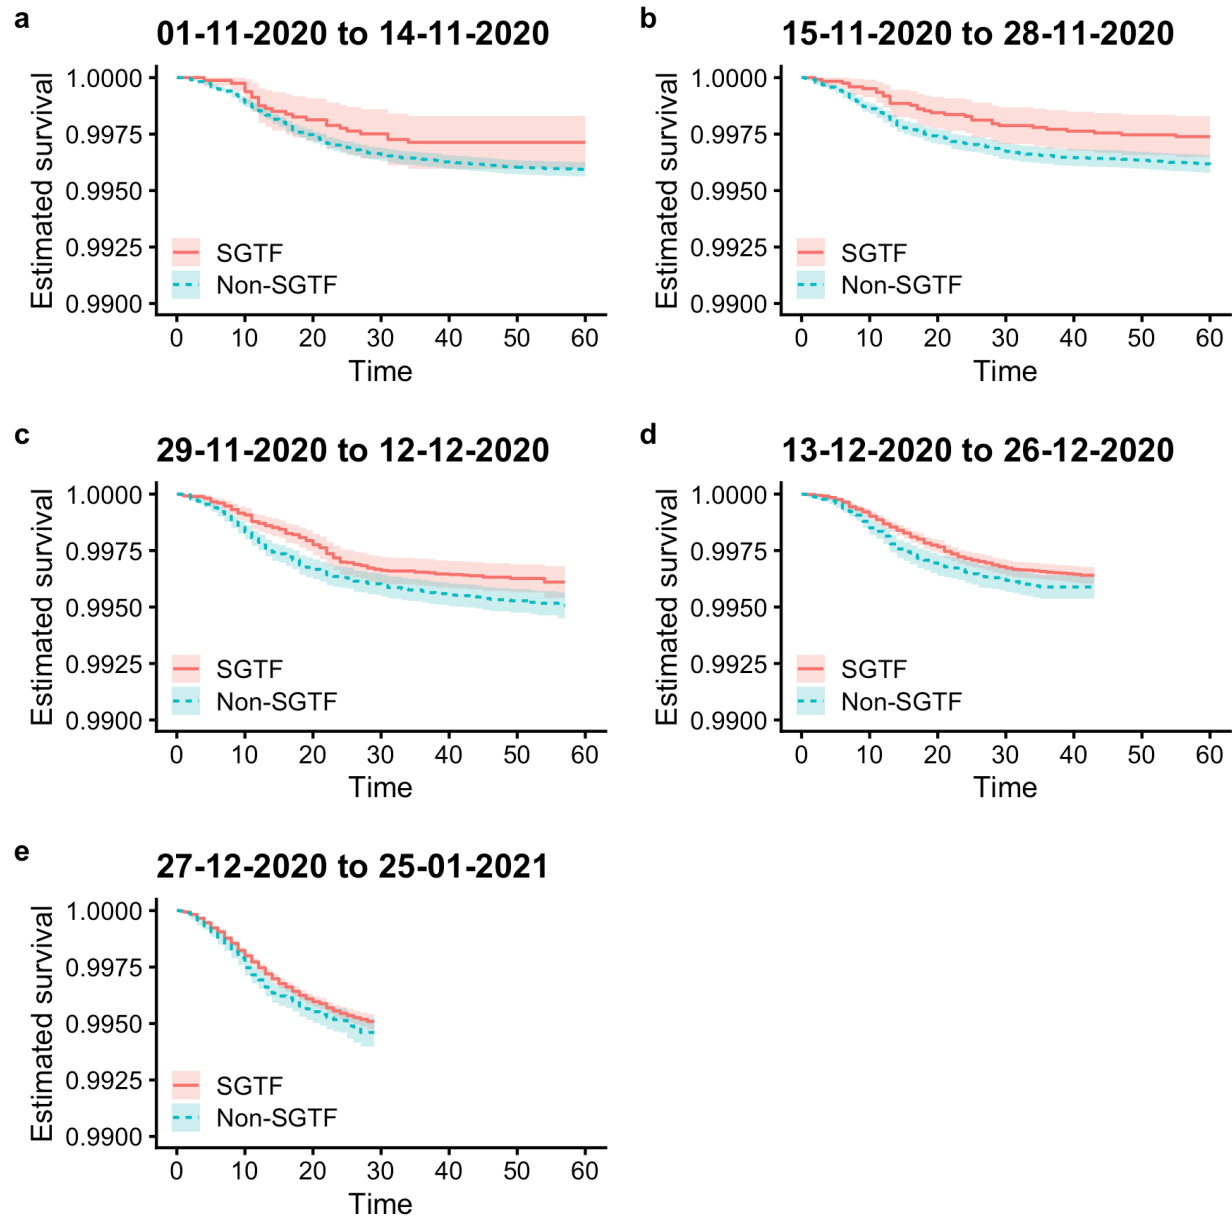 a
01-11-2020 to 14-11-2020
Estimated survival
1.0000
0.9975
0.9950
0.9925
0.9900
SGTF
Non-SGTF
0 10 20 30 40 50 60
Time
b
15-11-2020 to 28-11-2020
Estimated survival
1.0000
0.9975
0.9950
0.9925
0.9900
SGTF
Non-SGTF
0 10 20 30 40 50 60
Time
c
29-11-2020 to 12-12-2020
Estimated survival
1.0000
0.9975
0.9950
0.9925
0.9900
SGTF
Non-SGTF
0 10 20 30 40 50 60
Time
d
13-12-2020 to 26-12-2020
Estimated survival
1.0000
0.9975
0.9950
0.9925
0.9900
SGTF
Non-SGTF
0 10 20 30 40 50 60
Time
e
27-12-2020 to 25-01-2021
Estimated survival
1.0000
0.9975
0.9950
0.9925
0.9900
SGTF
Non-SGTF
0 10 20 30 40 50 60
Time